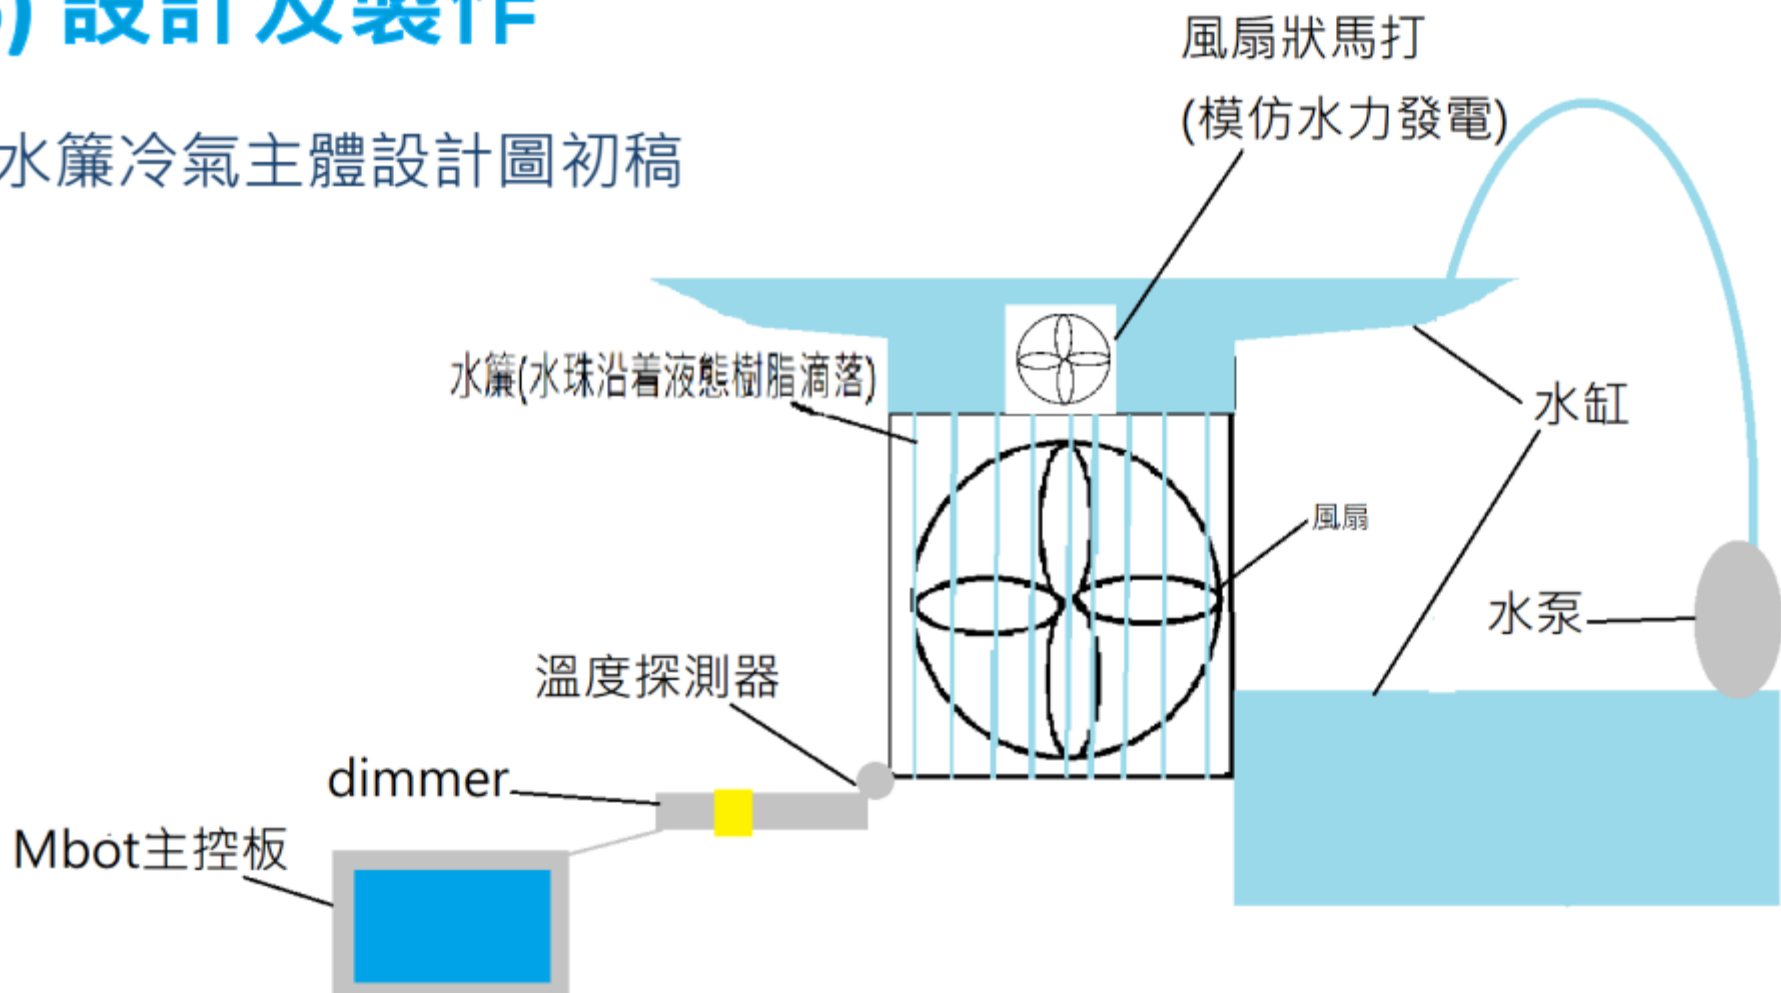 ) 設計及製作
水簾冷氣主體設計圖初稿
風扇狀馬打
(模仿水力發電)
水簾(水珠沿着液態樹脂滴落)
水缸
風扇
水泵
溫度探測器
dimmer
Mbot主控板